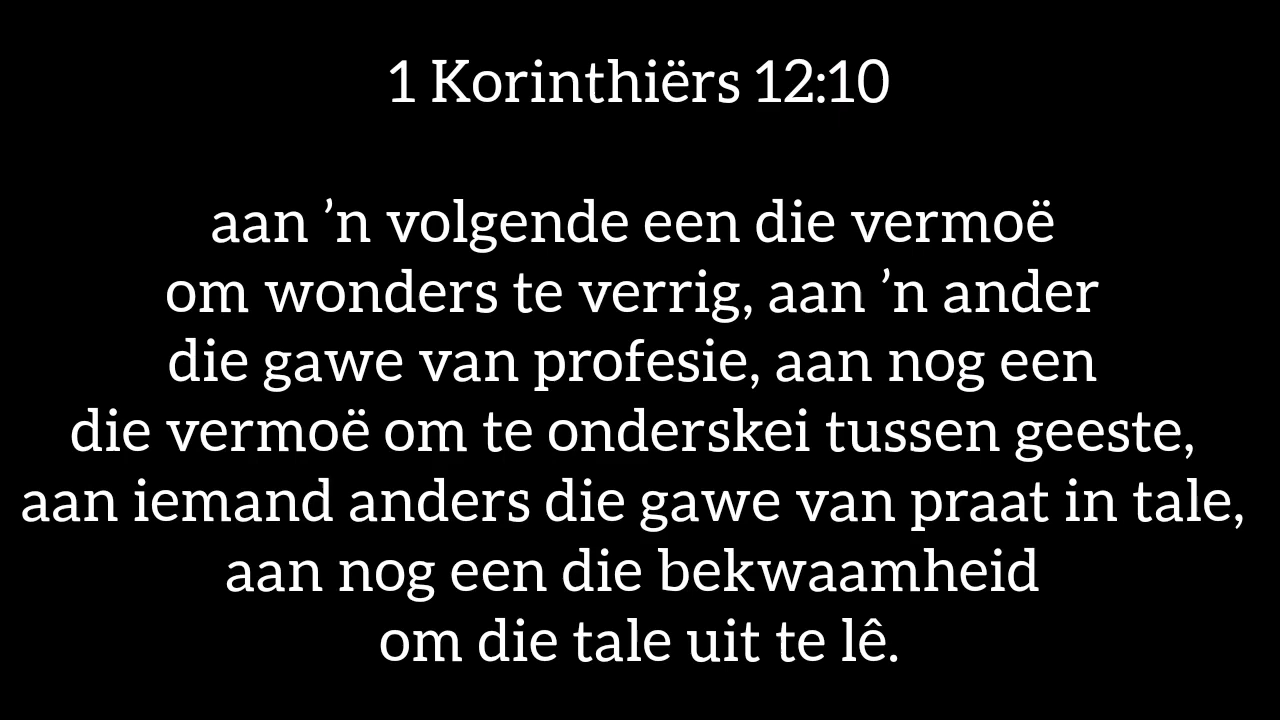 1 Korinthiërs 12:10
aan ’n volgende een die vermoë
om wonders te verrig, aan ’n ander
die gawe van profesie, aan nog een
die vermoë om te onderskei tussen geeste,
aan iemand anders die gawe van praat in tale,
aan nog een die bekwaamheid
om die tale uit te lê.